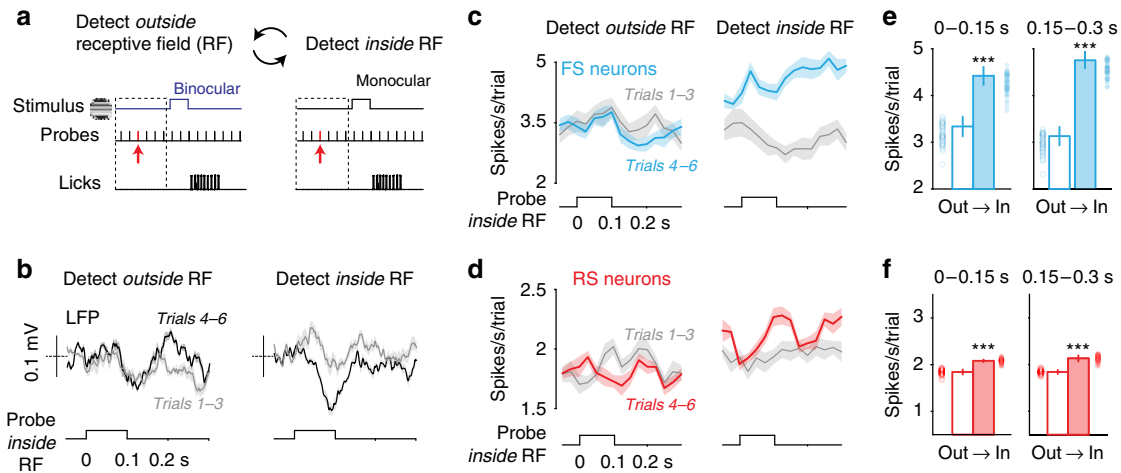 a
Detect outside
receptive field (RF)
Detect inside RF
Binocular
Monocular
Stimulus
Probes
Licks
b
Detect outside RF
Detect inside RF
LFP
Trials 4–6
Trials 1–3
0.1 mV
Probe
inside
RF
0
0.1
0.2 s
c
Detect outside RF
Detect inside RF
FS neurons
Trials 1–3
Trials 4–6
Spikes/s/trial
5
3.5
2
Probe
inside RF
0
0.1
0.2 s
d
RS neurons
Trials 1–3
Trials 4–6
Spikes/s/trial
2.5
2
1.5
Probe
inside RF
0
0.1
0.2 s
e
0–0.15 s
0.15–0.3 s
***
***
Spikes/s/trial
5
4
3
2
Out → In
Out → In
f
0–0.15 s
0.15–0.3 s
***
***
Spikes/s/trial
3
2
1
Out → In
Out → In